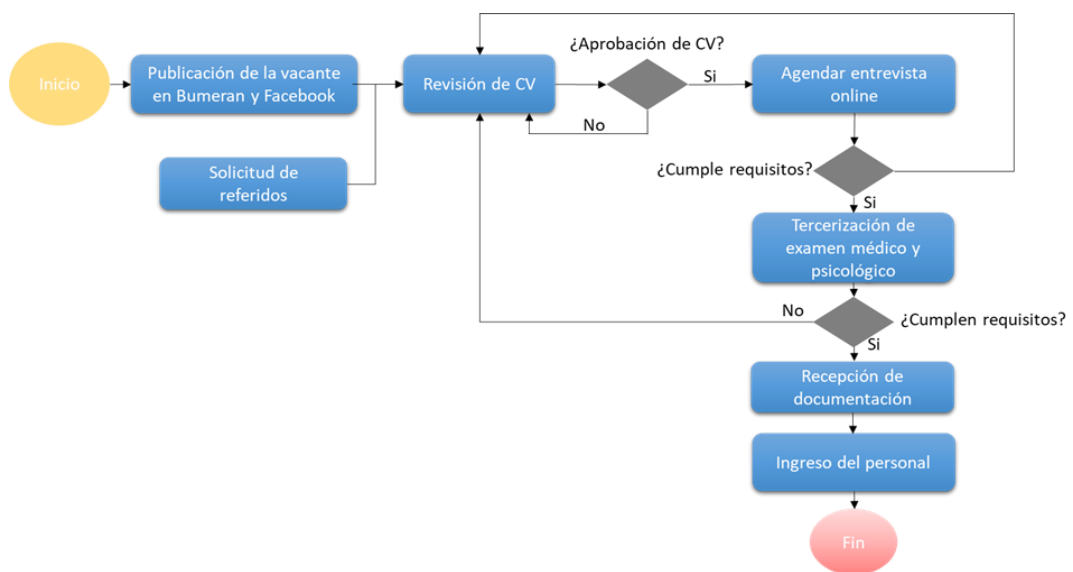 Inicio
Publicación de la vacante
en Bumeran y Facebook
Solicitud de
referidos
Revisión de CV
¿Aprobación de CV?
Si
No
Agendar entrevista
online
¿Cumple requisitos?
Si
Tercerización de
examen médico y
psicológico
No
¿Cumplen requisitos?
Si
Recepción de
documentación
Ingreso del personal
Fin